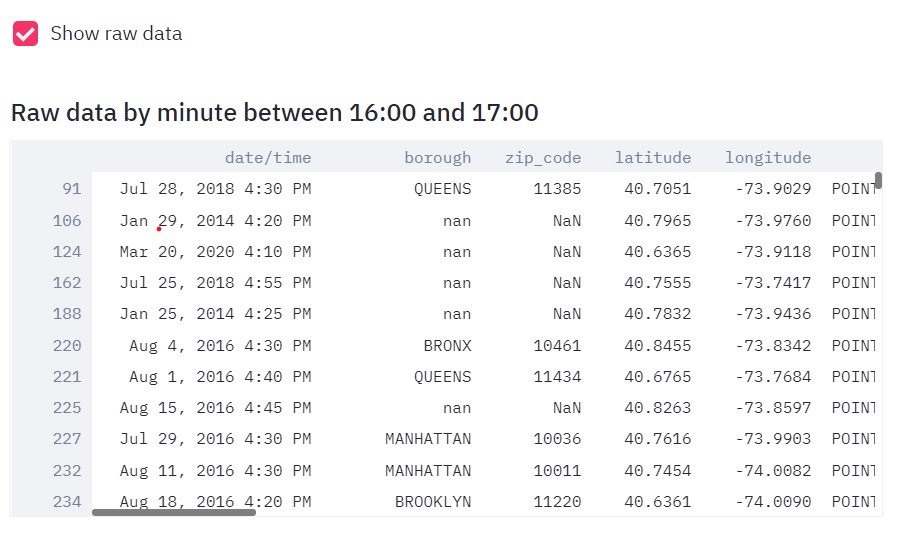 Show raw data
Raw data by minute between 16:00 and 17:00
date/time borough zip_code latitude longitude
91 Jul 28, 2018 4:30 PM QUEENS 11385 40.7051 -73.9029 POINT
106 Jan 29, 2014 4:20 PM nan NaN 40.7965 -73.9760 POINT
124 Mar 20, 2020 4:10 PM nan NaN 40.6365 -73.9118 POINT
162 Jul 25, 2018 4:55 PM nan NaN 40.7555 -73.7417 POINT
188 Jan 25, 2014 4:25 PM nan NaN 40.7832 -73.9436 POINT
220 Aug 4, 2016 4:30 PM BRONX 10461 40.8455 -73.8342 POINT
221 Aug 1, 2016 4:40 PM QUEENS 11434 40.6765 -73.7684 POINT
225 Aug 15, 2016 4:45 PM nan NaN 40.8263 -73.8597 POINT
227 Jul 29, 2016 4:30 PM MANHATTAN 10036 40.7616 -73.9903 POINT
232 Aug 11, 2016 4:30 PM MANHATTAN 10011 40.7454 -74.0082 POINT
234 Aug 18, 2016 4:20 PM BROOKLYN 11220 40.6361 -74.0090 POINT